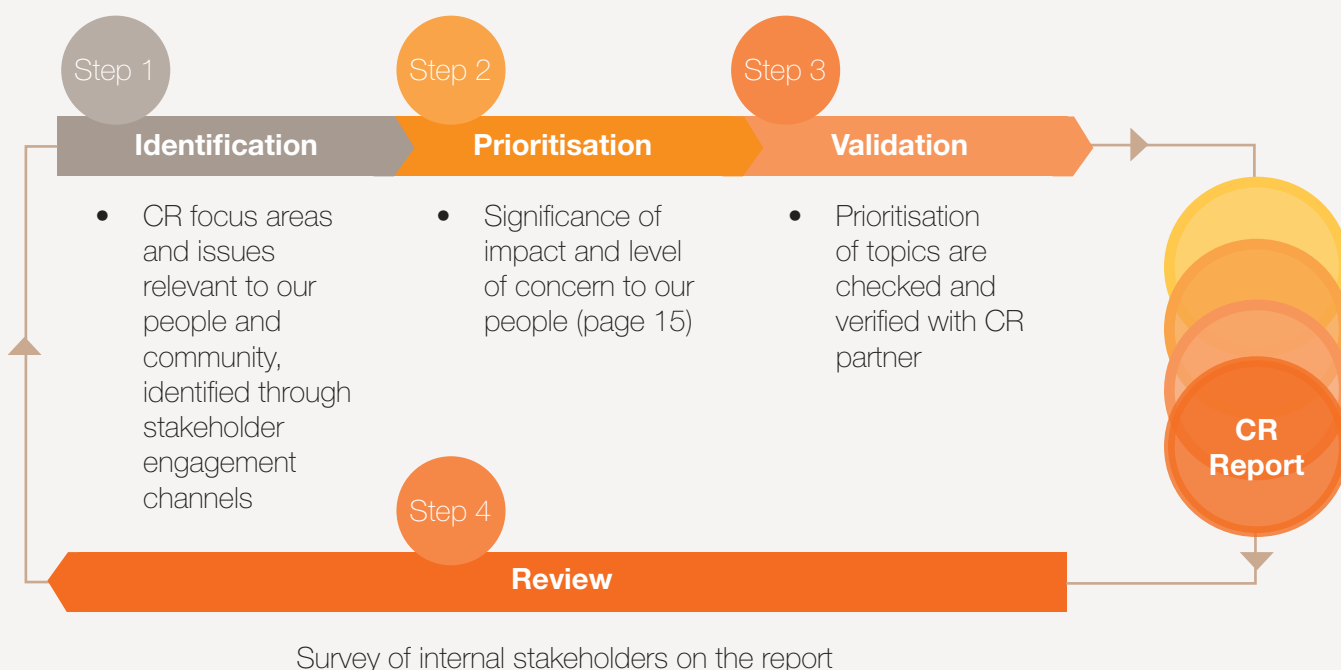 Step 1
Identification
• CR focus areas
and issues
relevant to our
people and
community,
identified through
stakeholder
engagement
channels
Step 2
Prioritisation
• Significance of
impact and level
of concern to our
people (page 15)
Step 3
Validation
• Prioritisation
of topics are
checked and
verified with CR
partner
CR
Report
Step 4
Review
Survey of internal stakeholders on the report